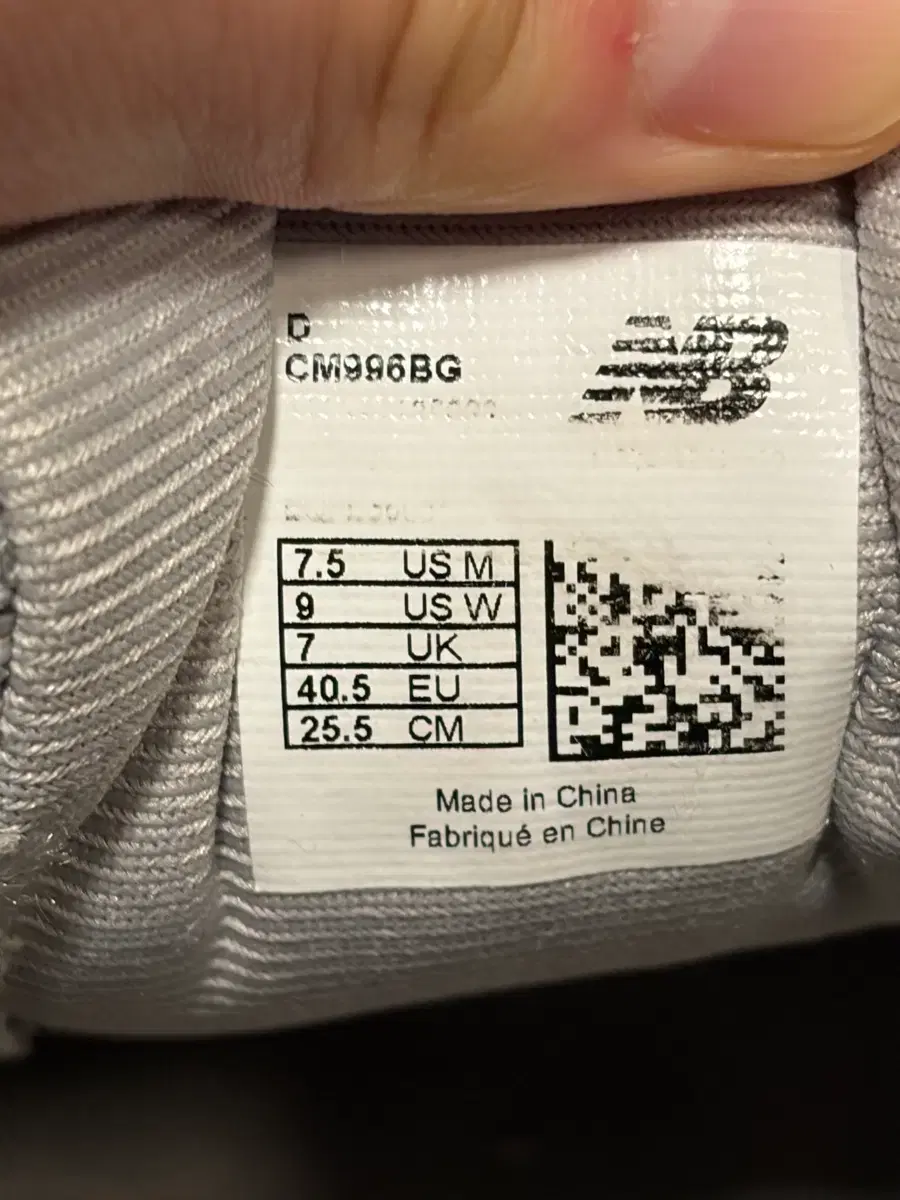 D
CM996BG
NB
7.5 US M
9 US W
7 UK
40.5 EU
25.5 CM
Made in China
Fabriqué en Chine